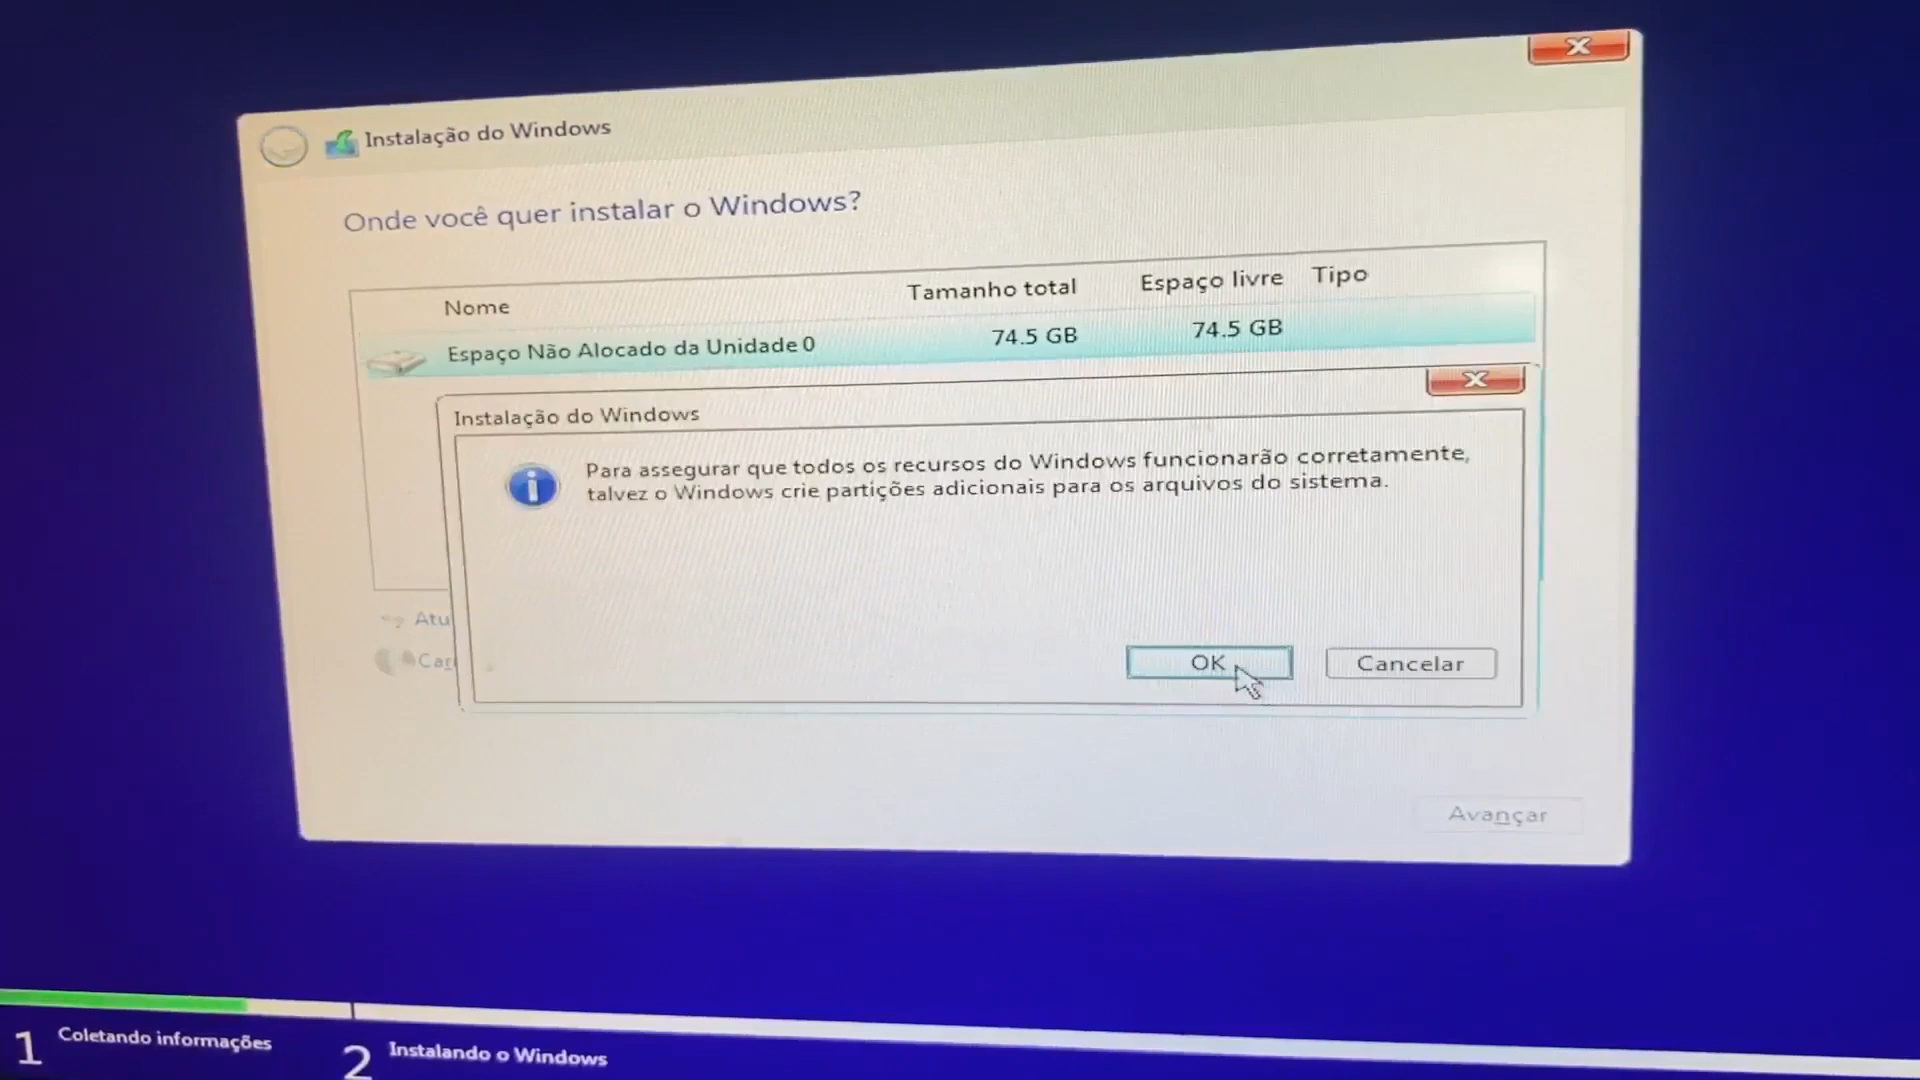 Instalação do Windows
Onde você quer instalar o Windows?
Nome Tamanho total Espaço livre Tipo
Espaço Não Alocado da Unidade 0 74.5 GB 74.5 GB
Instalação do Windows
Para assegurar que todos os recursos do Windows funcionarão corretamente,
talvez o Windows crie partições adicionais para os arquivos do sistema.
Atu
Car
OK Cancelar
Avançar
1 Coletando informações 2 Instalando o Windows